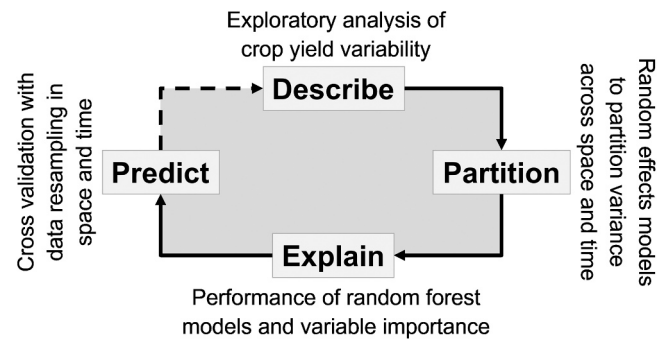 Exploratory analysis of
crop yield variability
Describe
Random effects models
to partition variance
across space and time
Partition
Explain
Performance of random forest
models and variable importance
Predict
Cross validation with
data resampling in
space and time